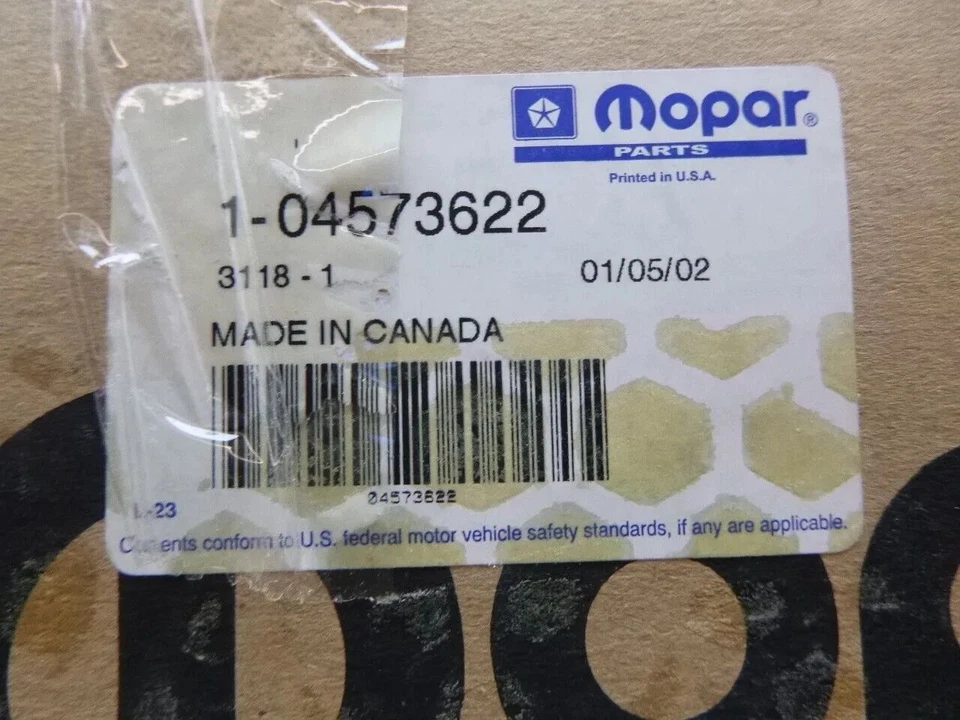 Mopar®
PARTS
Printed in U.S.A.
1-04573622
3118 - 1
01/05/02
MADE IN CANADA
04573622
L-23
Contents conform to U.S. federal motor vehicle safety standards, if any are applicable.